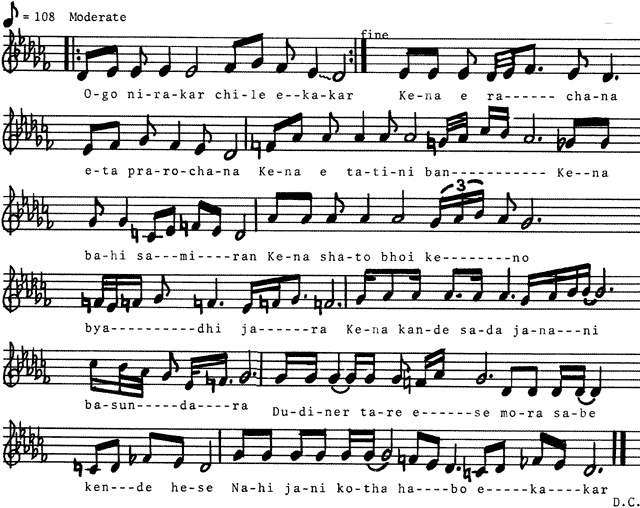 = 108 Moderate
fine
O-go ni-ra-kar chi-le e--ka-kar Ke-na e ra------ cha-na
e-ta pra-ro-cha-na Ke-na e ta-ti-ni ban----------- Ke--na
3
ba-hi sa---mi----ran Ke-na sha-to bhoi ke--------no
bya---------dhi ja------ra Ke-na kan-de sa-da ja-na---ni
ba-sun-----da----ra Du-di-ner ta-re e------se mo-ra sa-be
ken---de he-se Na-hi ja-ni ko-tha ha----bo e-----ka----kar
D.C.